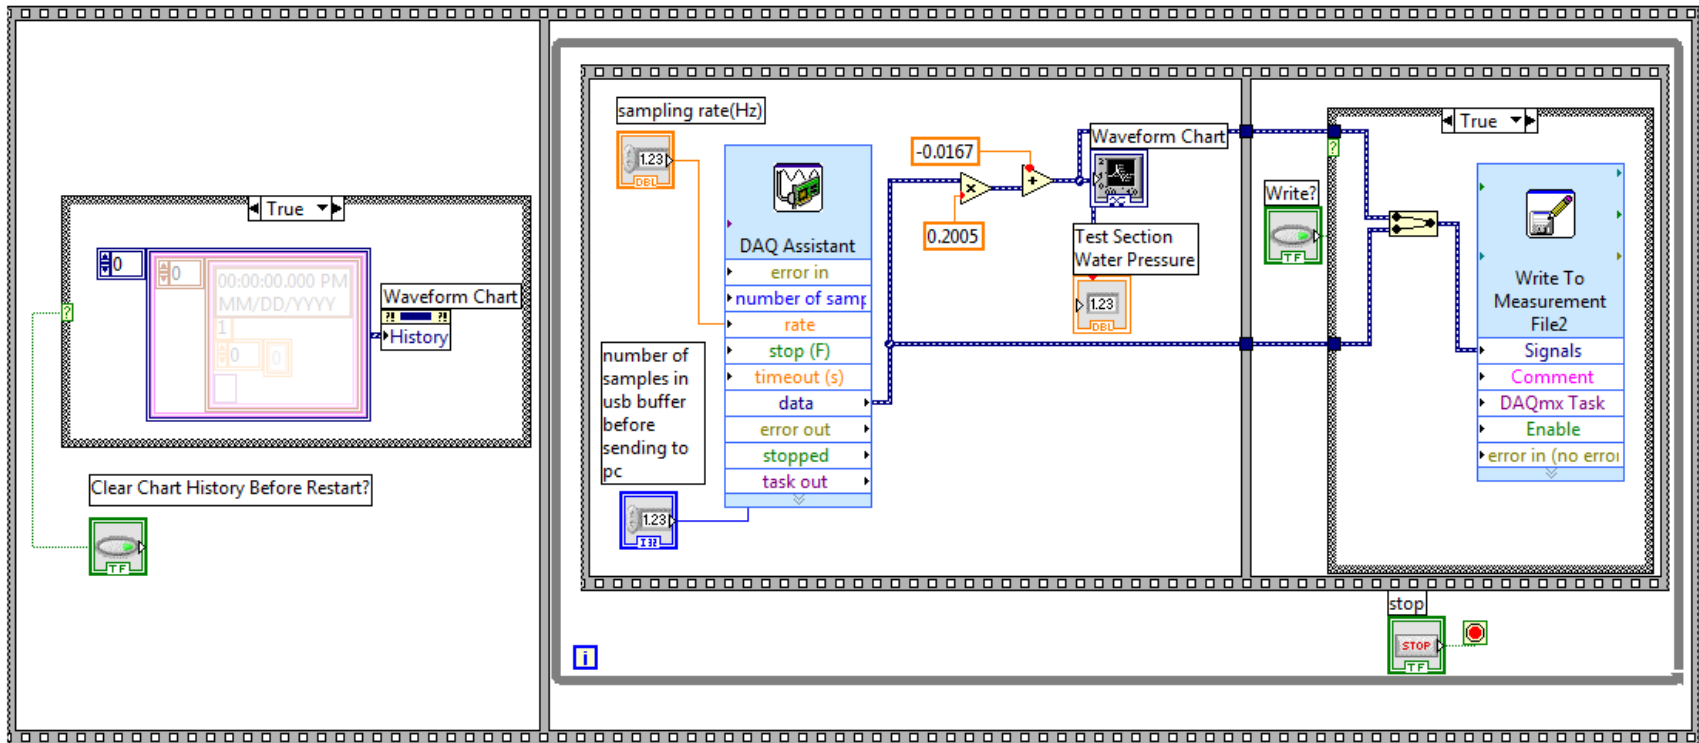 True
0
0
00:00:00.000 PM
MM/DD/YYYY
1
0
0
Waveform Chart
?! ?!
History
?
Clear Chart History Before Restart?
TF
sampling rate(Hz)
1.23
DBL
DAQ Assistant
error in
number of samp
rate
stop (F)
timeout (s)
data
error out
stopped
task out
number of
samples in
usb buffer
before
sending to
pc
1.23
I32
-0.0167
x
+
0.2005
Waveform Chart
Test Section
Water Pressure
1.23
DBL
True
?
Write?
TF
Write To
Measurement
File2
Signals
Comment
DAQmx Task
Enable
error in (no error
stop
STOP
TF
i